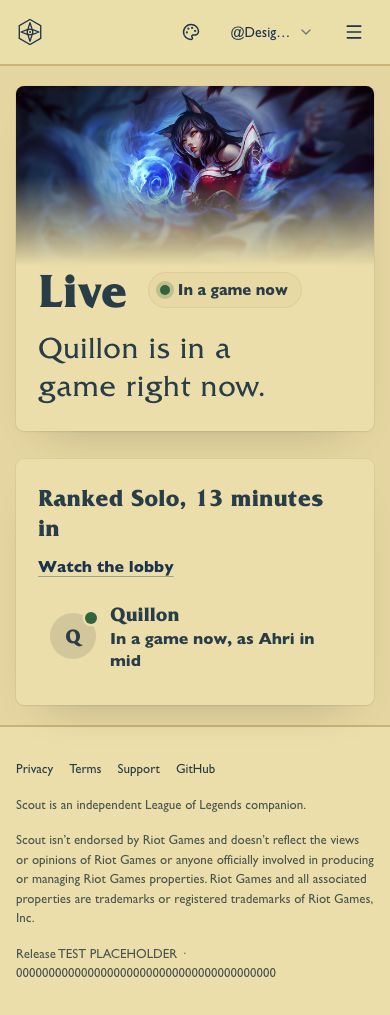 @Desig…
Live
In a game now
Quillon is in a
game right now.
Ranked Solo, 13 minutes
in
Watch the lobby
Q
Quillon
In a game now, as Ahri in
mid
Privacy Terms Support GitHub
Scout is an independent League of Legends companion.
Scout isn’t endorsed by Riot Games and doesn’t reflect the views
or opinions of Riot Games or anyone officially involved in producing
or managing Riot Games properties. Riot Games and all associated
properties are trademarks or registered trademarks of Riot Games,
Inc.
Release TEST PLACEHOLDER ·
0000000000000000000000000000000000000000